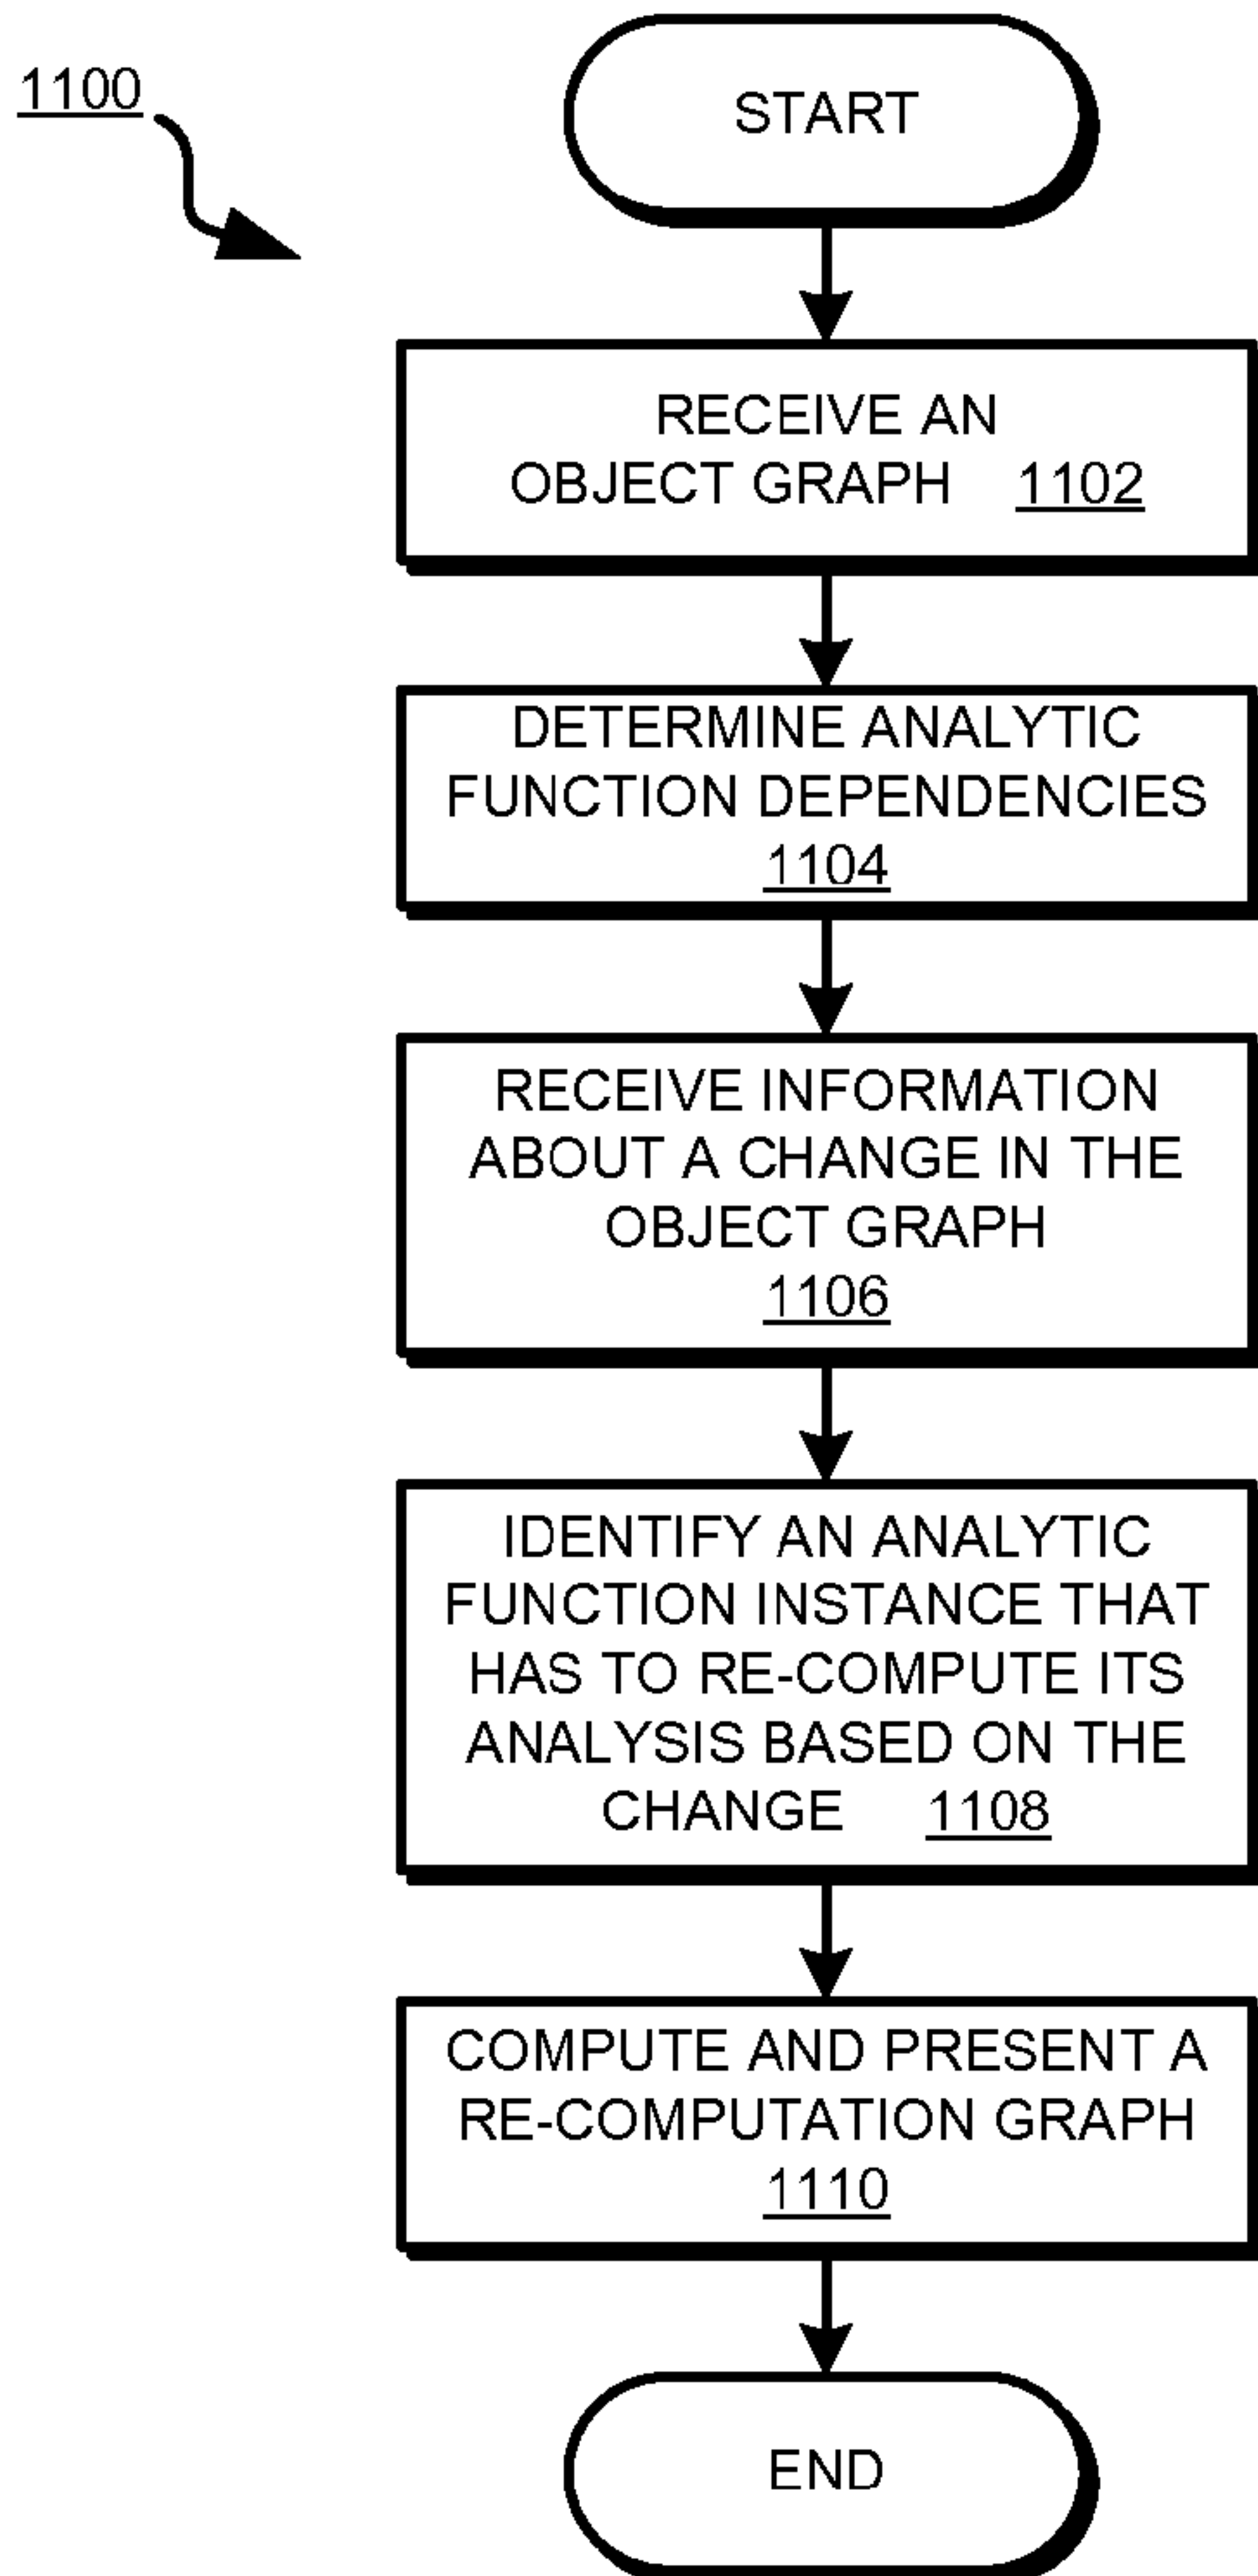 1100
START
RECEIVE AN
OBJECT GRAPH 1102
DETERMINE ANALYTIC
FUNCTION DEPENDENCIES
1104
RECEIVE INFORMATION
ABOUT A CHANGE IN THE
OBJECT GRAPH
1106
IDENTIFY AN ANALYTIC
FUNCTION INSTANCE THAT
HAS TO RE-COMPUTE ITS
ANALYSIS BASED ON THE
CHANGE 1108
COMPUTE AND PRESENT A
RE-COMPUTATION GRAPH
1110
END